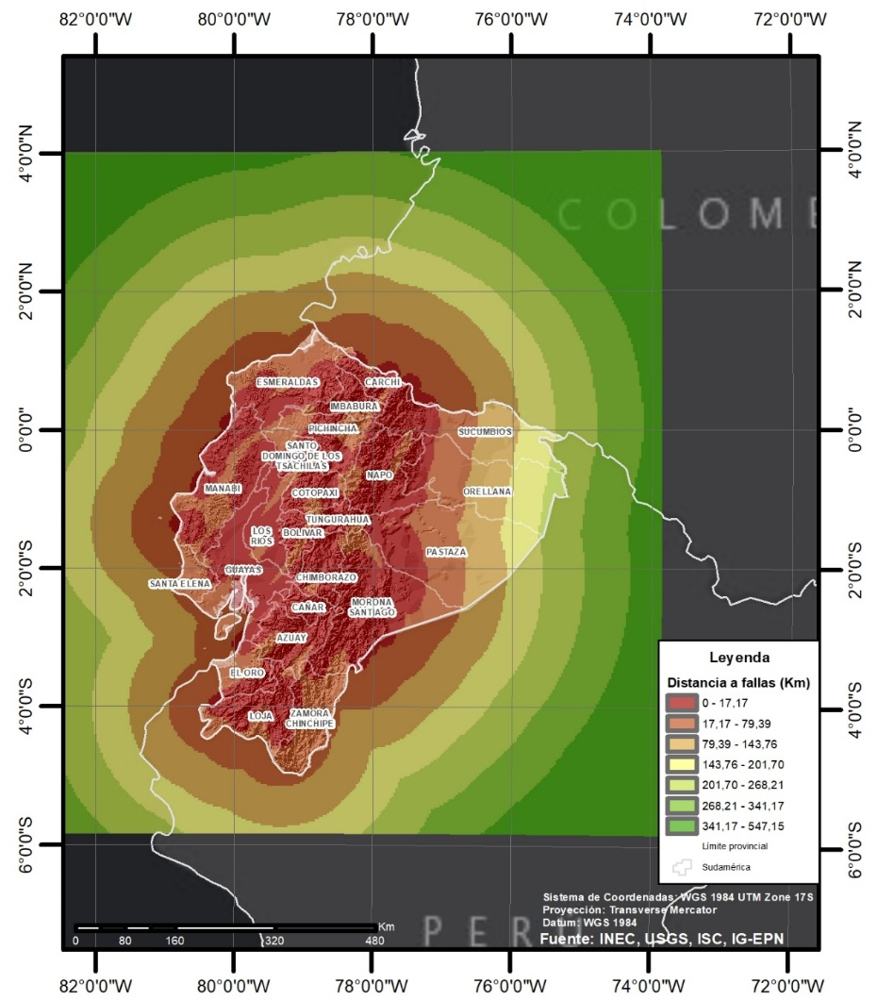 82°0'0"W 80°0'0"W 78°0'0"W 76°0'0"W 74°0'0"W 72°0'0"W
4°0'0"N
4°0'0"N
COLOME
2°0'0"N
2°0'0"N
ESMERALDAS
CARCHI
IMBABURA
PICHINCHA
0°0'0"
SUCUMBIOS
0°0'0"
SANTO
DOMINGO DE LOS
TSACHILAS
NAPO
MANABI
COTOPAXI
ORELLANA
TUNGURAHUA
LOS
RIOS
BOLIVAR
PASTAZA
2°0'0"S
GUAYAS
2°0'0"S
SANTA ELENA
CHIMBORAZO
CAÑAR
MORONA
SANTIAGO
AZUAY
EL ORO
4°0'0"S
LOJA
ZAMORA
CHINCHIPE
4°0'0"S
Leyenda
Distancia a fallas (Km)
0 - 17,17
17,17 - 79,39
79,39 - 143,76
143,76 - 201,70
201,70 - 268,21
268,21 - 341,17
341,17 - 547,15
Límite provincial
Sudamérica
6°0'0"S
6°0'0"S
Sistema de Coordenadas: WGS 1984 UTM Zone 17S
Proyección: Transverse Mercator
Datum: WGS 1984
Fuente: INEC, USGS, ISC, IG-EPN
PERU
Km
0 80 160 320 480
82°0'0"W 80°0'0"W 78°0'0"W 76°0'0"W 74°0'0"W 72°0'0"W